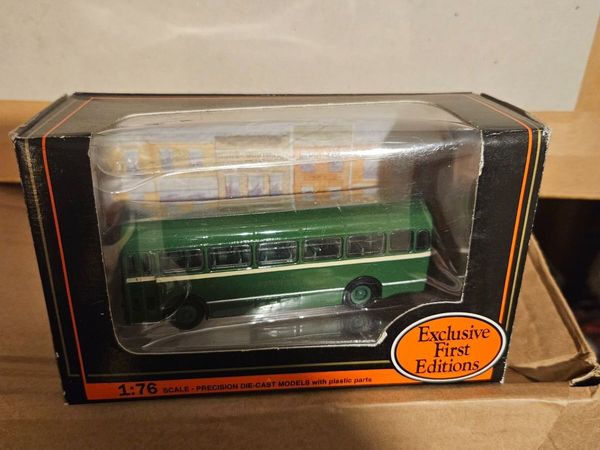 Exclusive
First
Editions
1:76 SCALE - PRECISION DIE-CAST MODELS with plastic parts